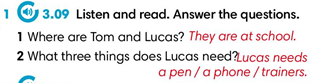 1 3.09 Listen and read. Answer the questions.
1 Where are Tom and Lucas? They are at school.
2 What three things does Lucas need? Lucas needs
a pen / a phone / trainers.